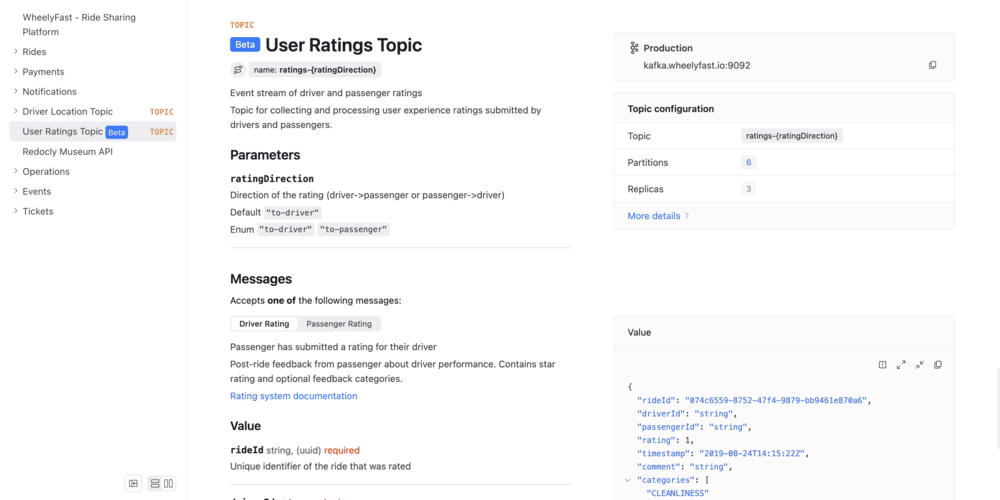 WheelyFast - Ride Sharing
Platform
Rides
Payments
Notifications
Driver Location Topic TOPIC
User Ratings Topic Beta TOPIC
Redocly Museum API
Operations
Events
Tickets
TOPIC
Beta User Ratings Topic
name: ratings-{ratingDirection}
Event stream of driver and passenger ratings
Topic for collecting and processing user experience ratings submitted by
drivers and passengers.
Parameters
ratingDirection
Direction of the rating (driver->passenger or passenger->driver)
Default "to-driver"
Enum "to-driver" "to-passenger"
Messages
Accepts one of the following messages:
Driver Rating Passenger Rating
Passenger has submitted a rating for their driver
Post-ride feedback from passenger about driver performance. Contains star
rating and optional feedback categories.
Rating system documentation
Value
rideId string, (uuid) required
Unique identifier of the ride that was rated
Production
kafka.wheelyfast.io:9092
Topic configuration
Topic ratings-{ratingDirection}
Partitions 6
Replicas 3
More details
Value
{
"rideId": "074c6559-8752-47f4-9879-bb9461e870a6",
"driverId": "string",
"passengerId": "string",
"rating": 1,
"timestamp": "2019-08-24T14:15:22Z",
"comment": "string",
"categories": [
"CLEANLINESS"